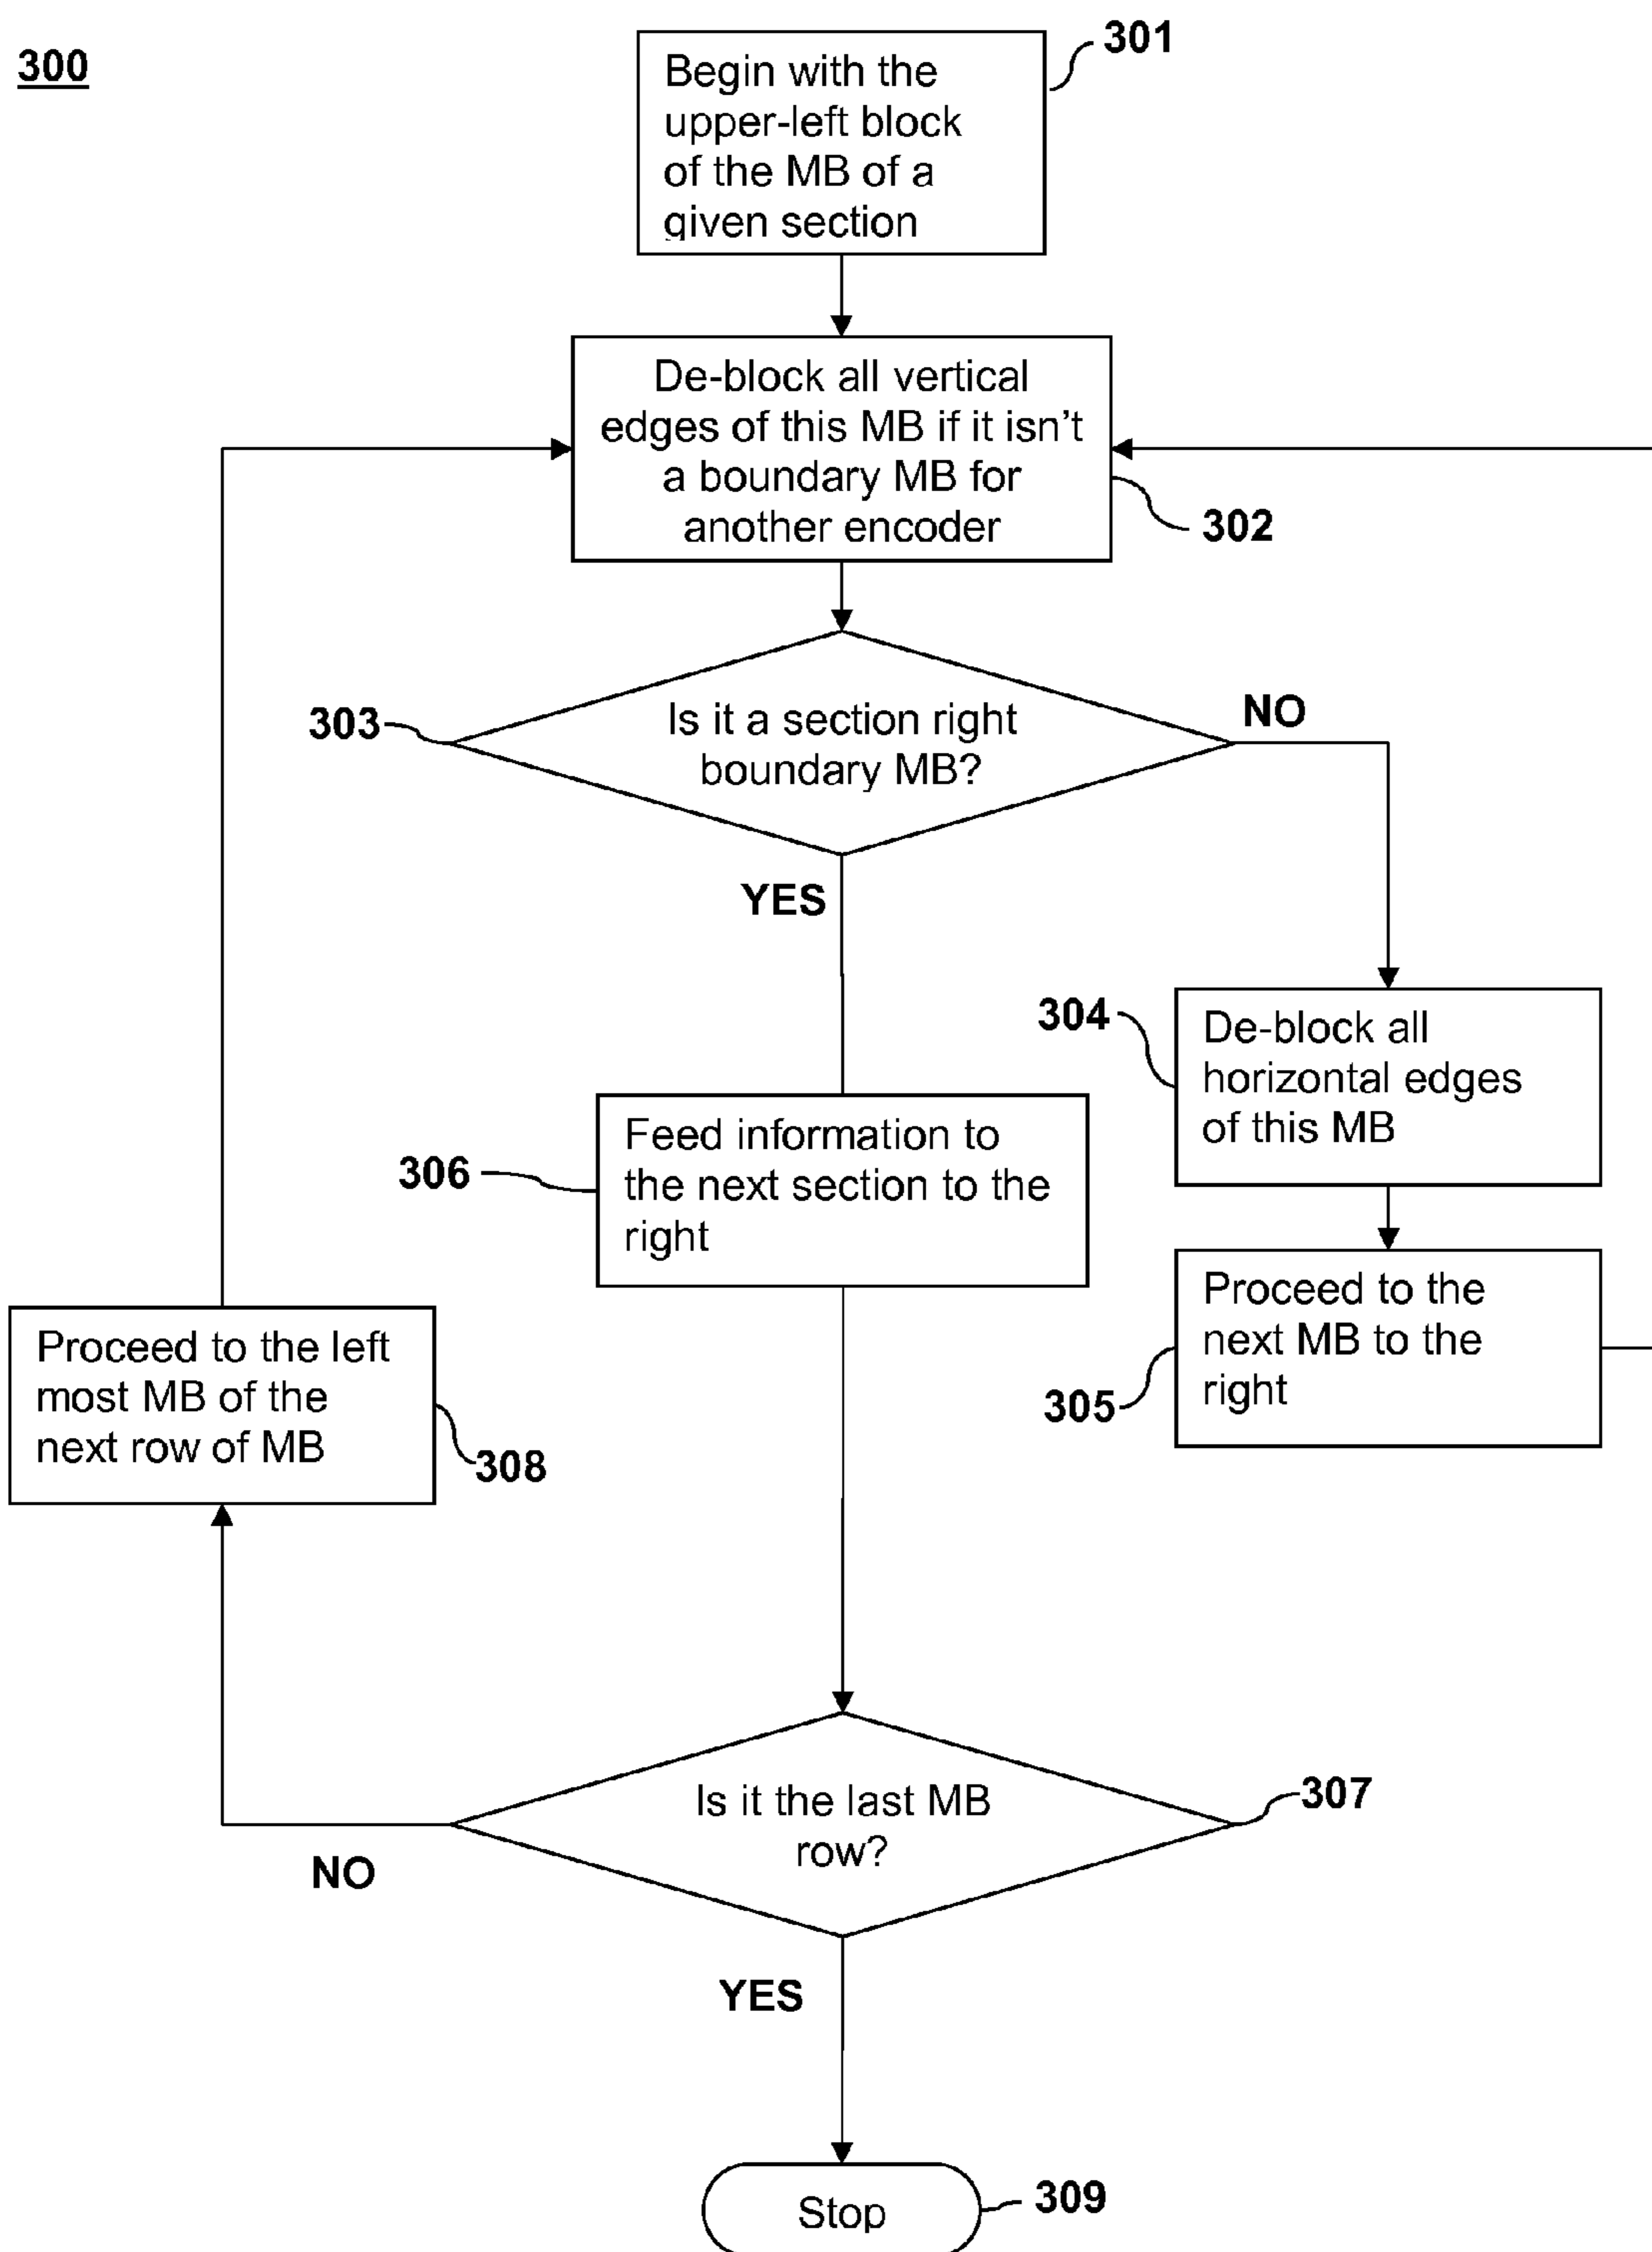 300
301
Begin with the
upper-left block
of the MB of a
given section
De-block all vertical
edges of this MB if it isn't
a boundary MB for
another encoder
302
303
Is it a section right
boundary MB?
NO
YES
304
De-block all
horizontal edges
of this MB
306
Feed information to
the next section to the
right
305
Proceed to the
next MB to the
right
Proceed to the left
most MB of the
next row of MB
308
307
Is it the last MB
row?
NO
YES
Stop
309